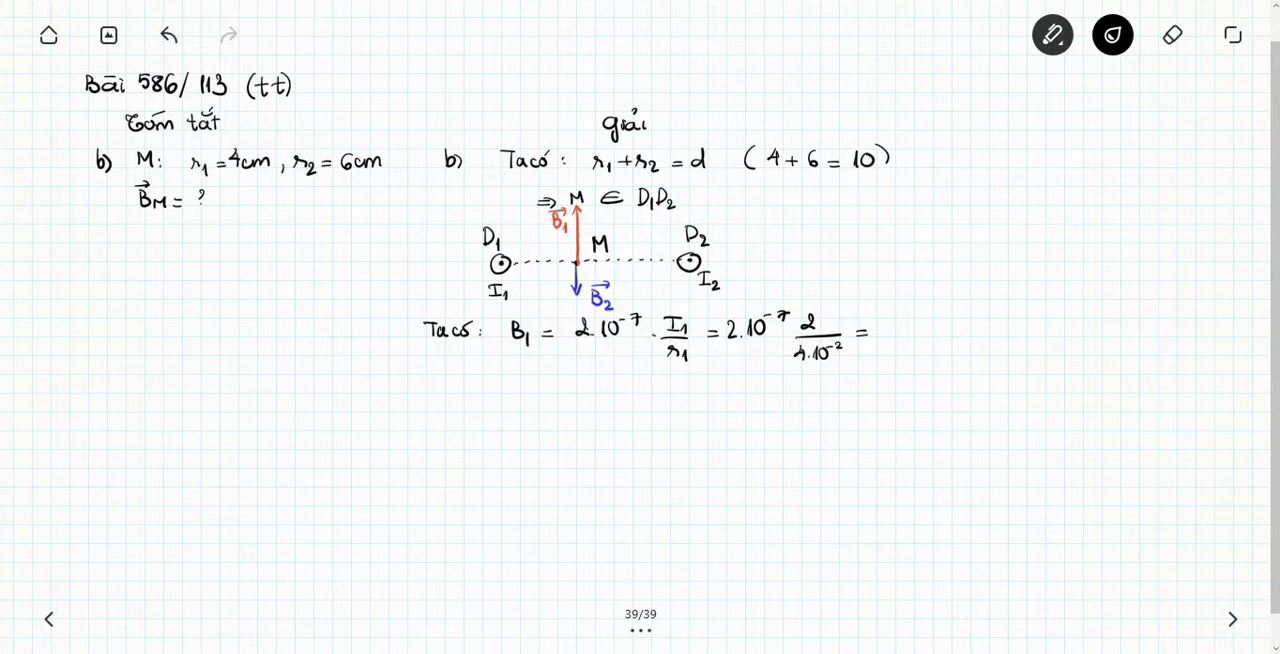 Bài 586/113 (tt)
Tóm tắt
b) M: r₁ = 4cm, r₂ = 6cm
B⃗M = ?
giải
b) Ta có: r₁ + r₂ = d (4 + 6 = 10)
⇒ M ∈ D₁D₂
B⃗₁
D₁ M D₂
I₁ B⃗₂ I₂
Ta có: B₁ = 2.10⁻⁷ . I₁/r₁ = 2.10⁻⁷ 2/4.10⁻² =
39/39